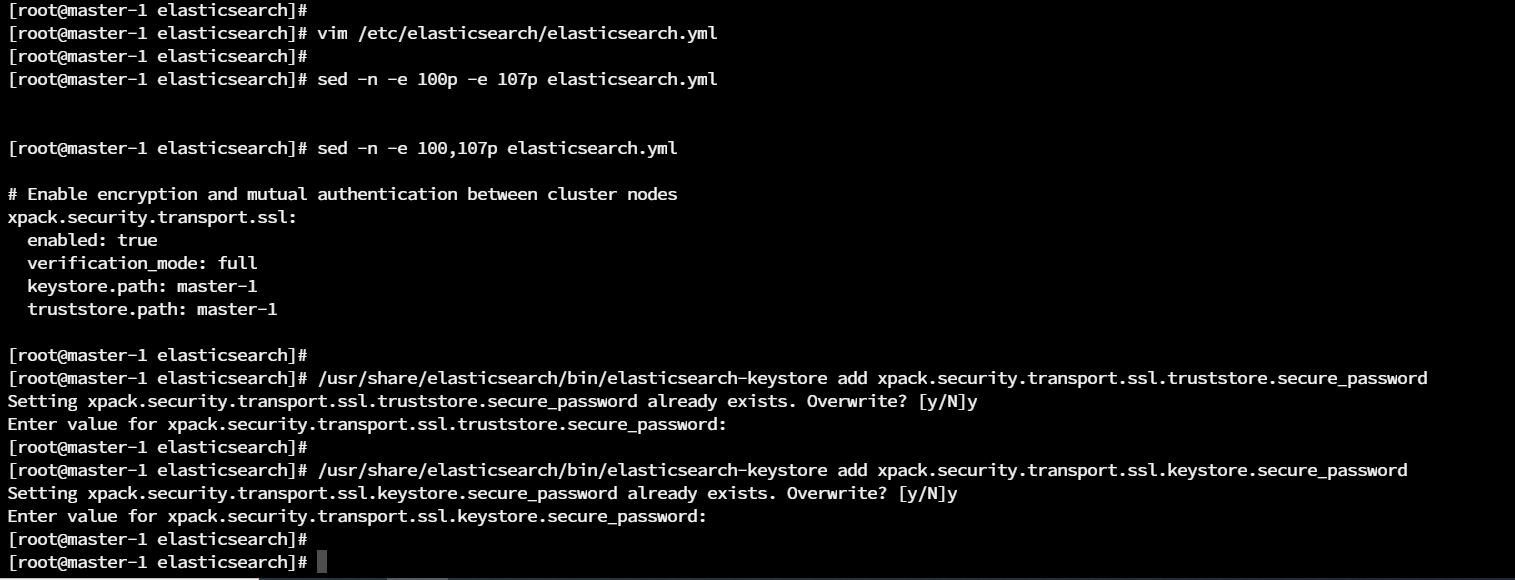 [root@master-1 elasticsearch]#
[root@master-1 elasticsearch]# vim /etc/elasticsearch/elasticsearch.yml
[root@master-1 elasticsearch]#
[root@master-1 elasticsearch]# sed -n -e 100p -e 107p elasticsearch.yml
[root@master-1 elasticsearch]# sed -n -e 100,107p elasticsearch.yml
# Enable encryption and mutual authentication between cluster nodes
xpack.security.transport.ssl:
  enabled: true
  verification_mode: full
  keystore.path: master-1
  truststore.path: master-1
[root@master-1 elasticsearch]#
[root@master-1 elasticsearch]# /usr/share/elasticsearch/bin/elasticsearch-keystore add xpack.security.transport.ssl.truststore.secure_password
Setting xpack.security.transport.ssl.truststore.secure_password already exists. Overwrite? [y/N]y
Enter value for xpack.security.transport.ssl.truststore.secure_password:
[root@master-1 elasticsearch]#
[root@master-1 elasticsearch]# /usr/share/elasticsearch/bin/elasticsearch-keystore add xpack.security.transport.ssl.keystore.secure_password
Setting xpack.security.transport.ssl.keystore.secure_password already exists. Overwrite? [y/N]y
Enter value for xpack.security.transport.ssl.keystore.secure_password:
[root@master-1 elasticsearch]#
[root@master-1 elasticsearch]#